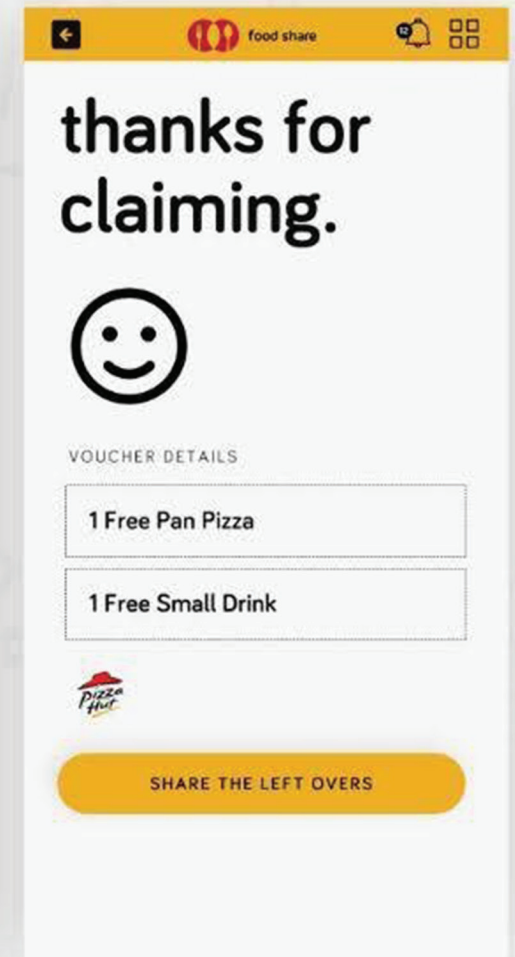 food share
12
thanks for
claiming.
VOUCHER DETAILS
1 Free Pan Pizza
1 Free Small Drink
Pizza
Hut
SHARE THE LEFT OVERS